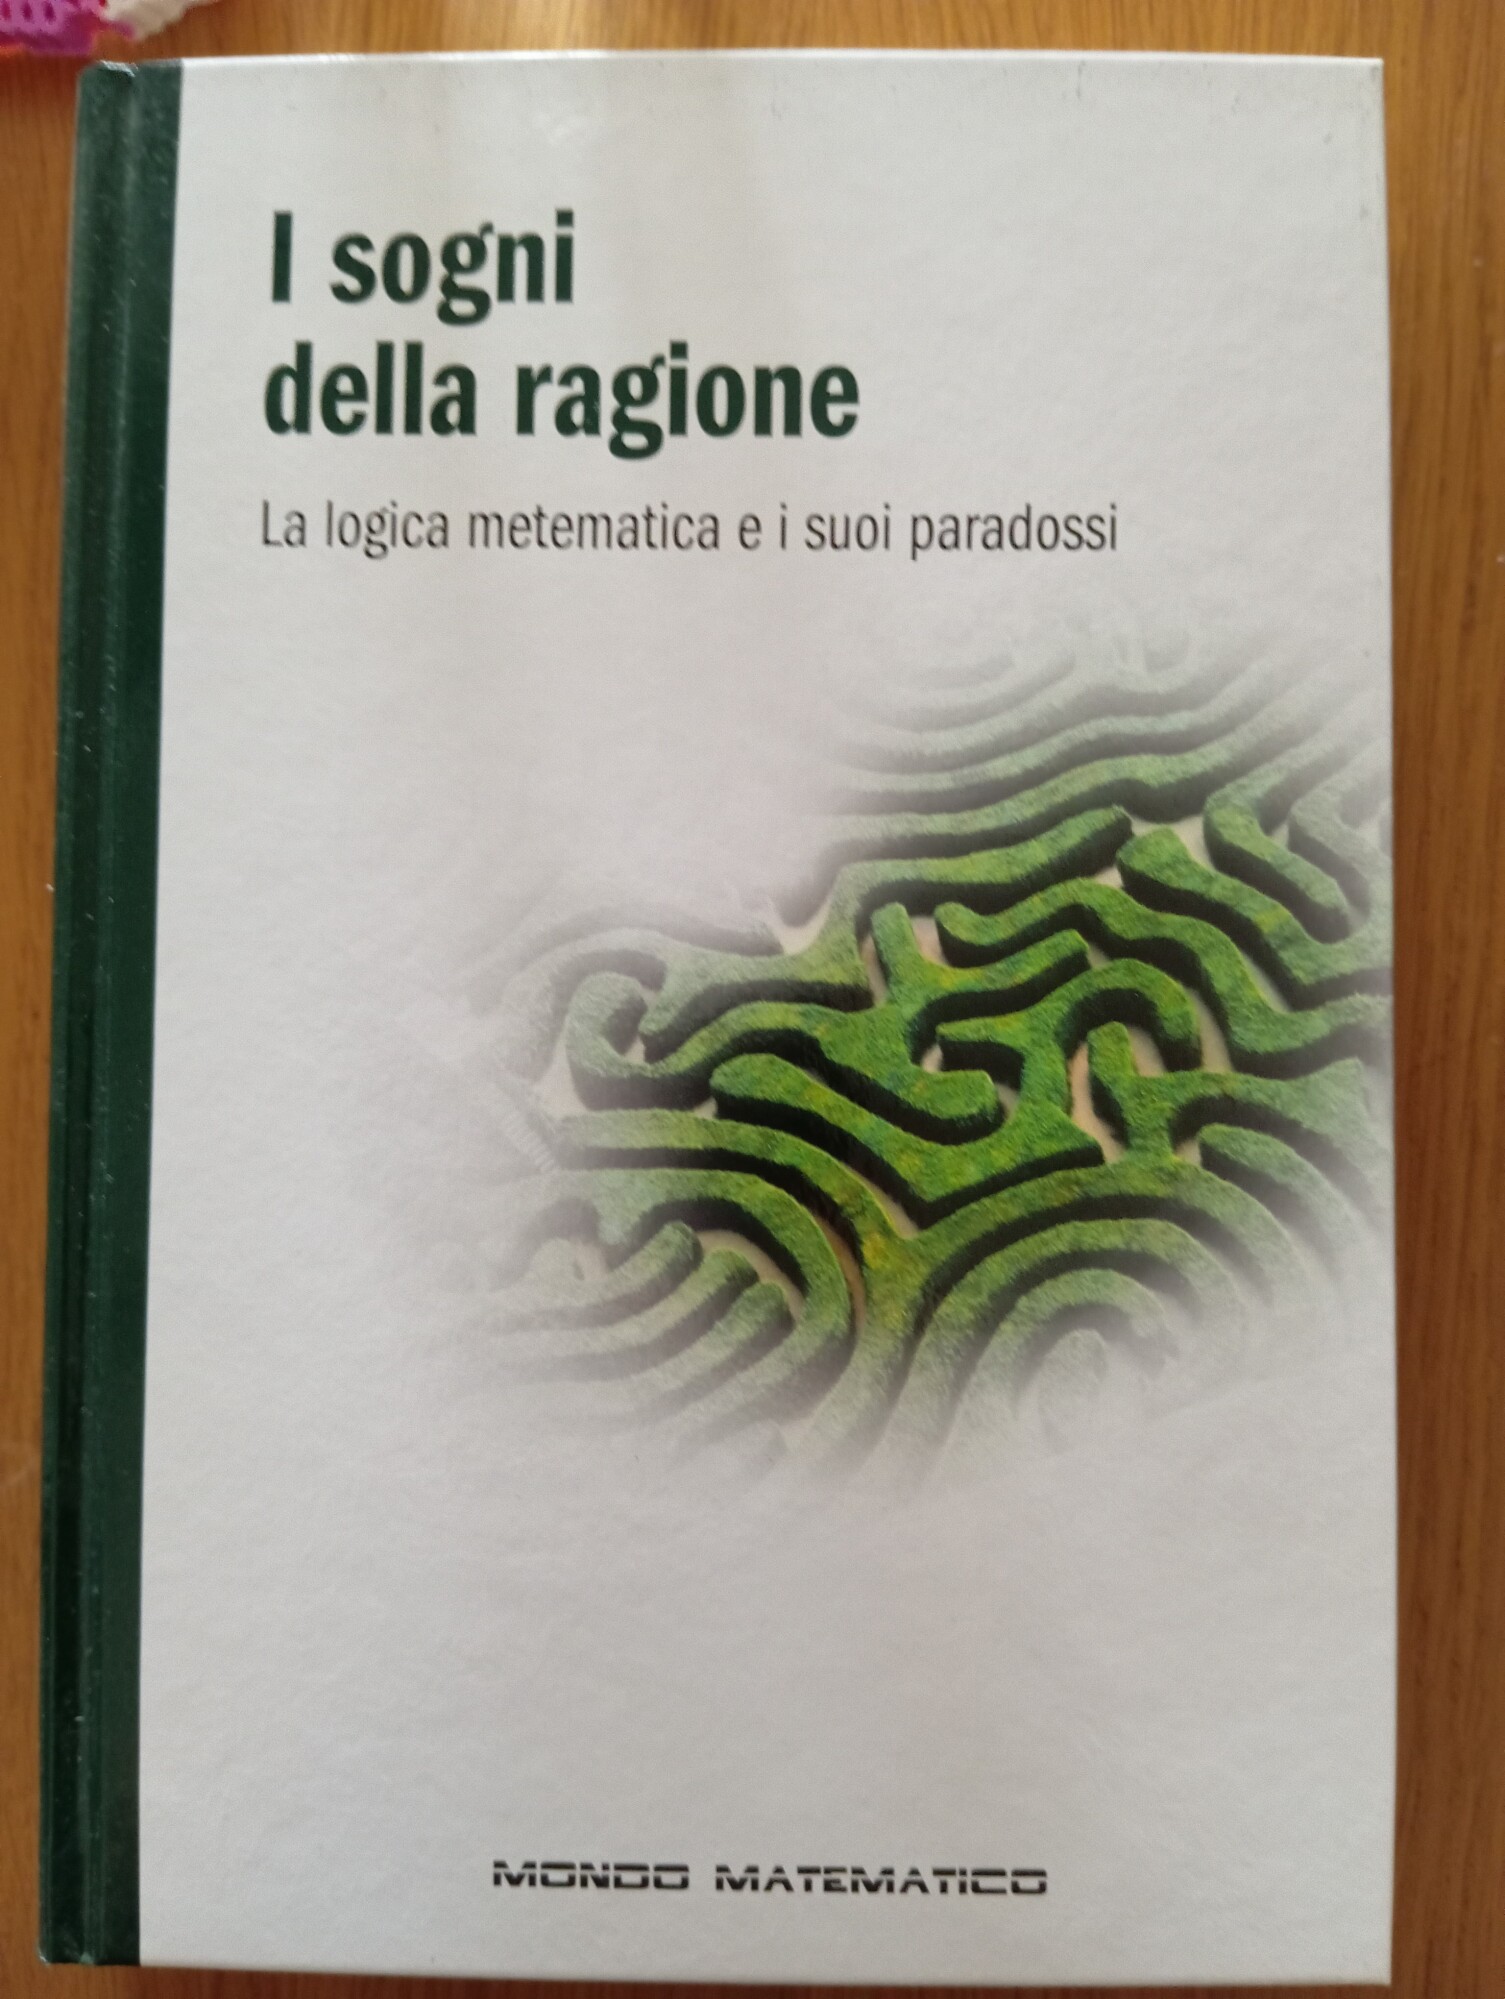 I sogni
della ragione
La logica metematica e i suoi paradossi
MONDO MATEMATICO